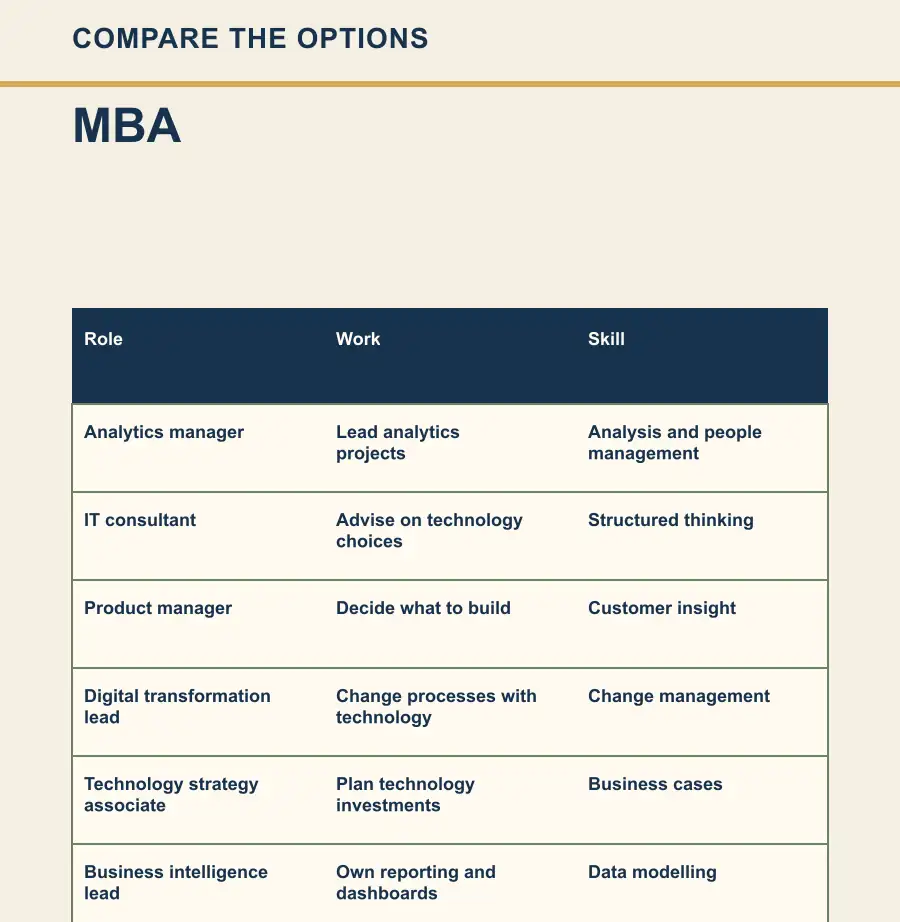 COMPARE THE OPTIONS
MBA
Role
Work
Skill
Analytics manager
Lead analytics
projects
Analysis and people
management
IT consultant
Advise on technology
choices
Structured thinking
Product manager
Decide what to build
Customer insight
Digital transformation
lead
Change processes with
technology
Change management
Technology strategy
associate
Plan technology
investments
Business cases
Business intelligence
lead
Own reporting and
dashboards
Data modelling